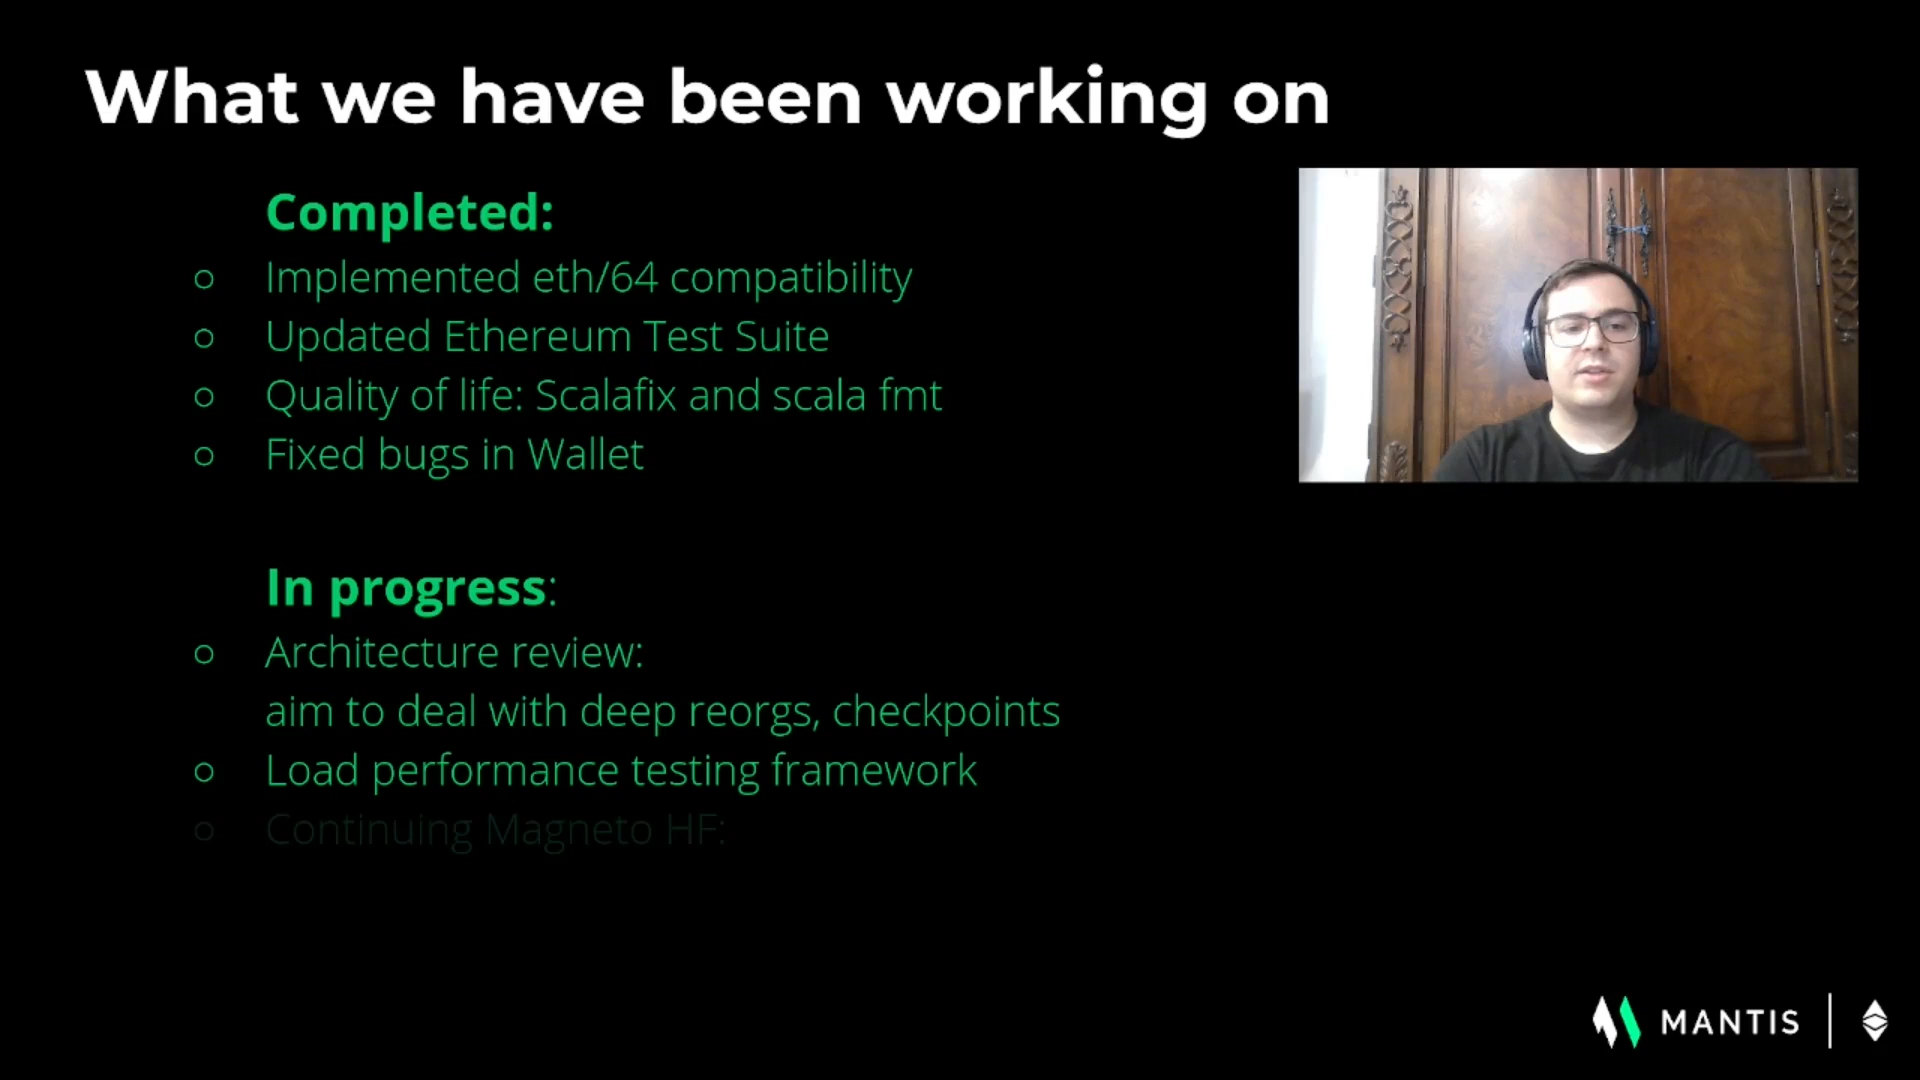 What we have been working on
Completed:
○ Implemented eth/64 compatibility
○ Updated Ethereum Test Suite
○ Quality of life: Scalafix and scala fmt
○ Fixed bugs in Wallet
In progress:
○ Architecture review:
aim to deal with deep reorgs, checkpoints
○ Load performance testing framework
○ Continuing Magneto HF:
MANTIS